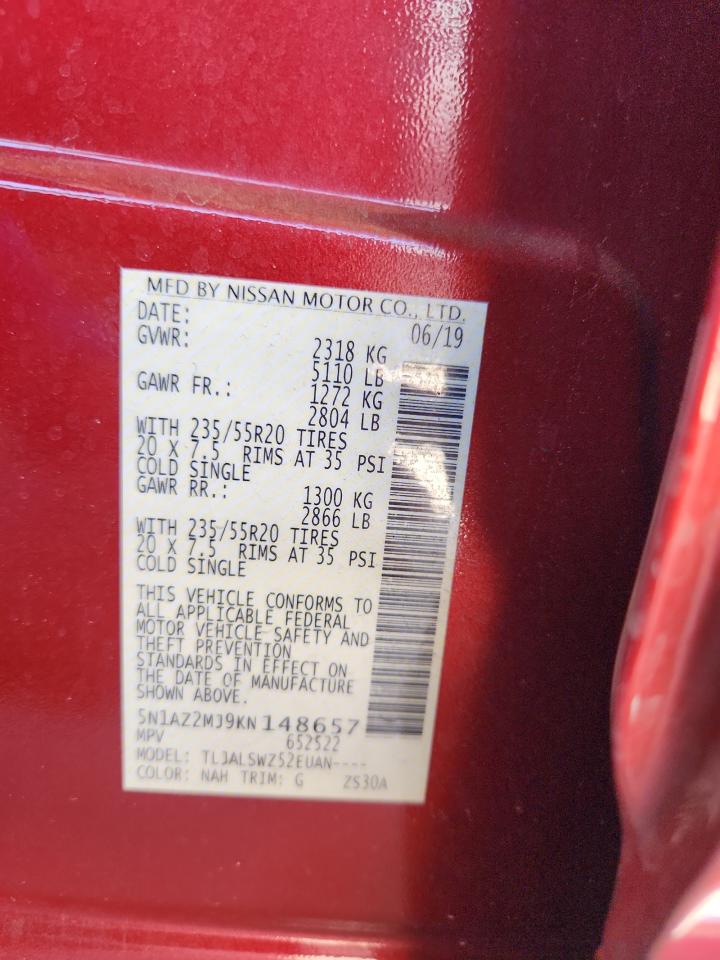 MFD BY NISSAN MOTOR CO., LTD.
DATE: 06/19
GVWR: 2318 KG
5110 LB
GAWR FR.: 1272 KG
2804 LB
WITH 235/55R20 TIRES
20 X 7.5 RIMS AT 35 PSI
COLD SINGLE
GAWR RR.: 1300 KG
2866 LB
WITH 235/55R20 TIRES
20 X 7.5 RIMS AT 35 PSI
COLD SINGLE
THIS VEHICLE CONFORMS TO
ALL APPLICABLE FEDERAL
MOTOR VEHICLE SAFETY AND
THEFT PREVENTION
STANDARDS IN EFFECT ON
THE DATE OF MANUFACTURE
SHOWN ABOVE.
5N1AZ2MJ9KN148657
MPV 652522
MODEL: TLJALSWZ52EUAN----
COLOR: NAH TRIM: G ZS30A